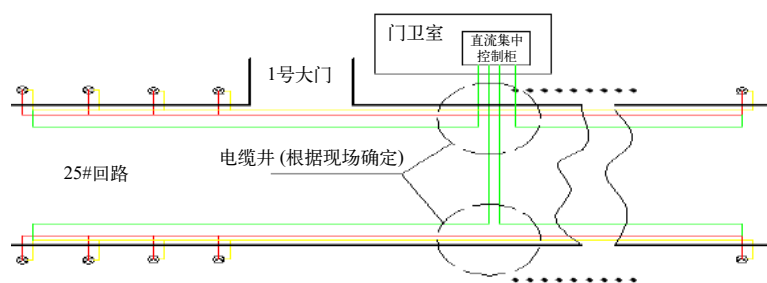 门卫室
直流集中
控制柜
1号大门
电缆井 (根据现场确定)
25#回路